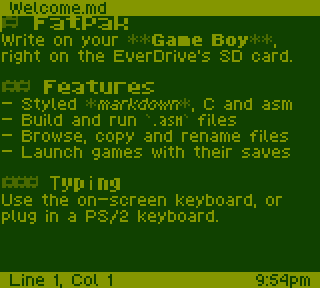 Welcome.md
# FatPak
Write on your **Game Boy**,
right on the EverDrive's SD card.
## Features
- Styled *markdown*, C and asm
- Build and run `.asm` files
- Browse, copy and rename files
- Launch games with their saves
### Typing
Use the on-screen keyboard, or
plug in a PS/2 keyboard.
Line 1, Col 1 9:54pm